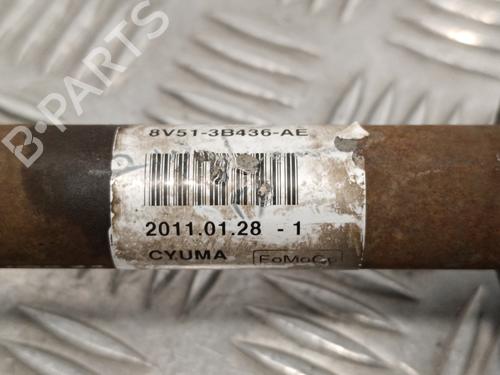 B-PARTS
8V51-3B436-AE
2011.01.28 - 1
CYUMA FoMoCo